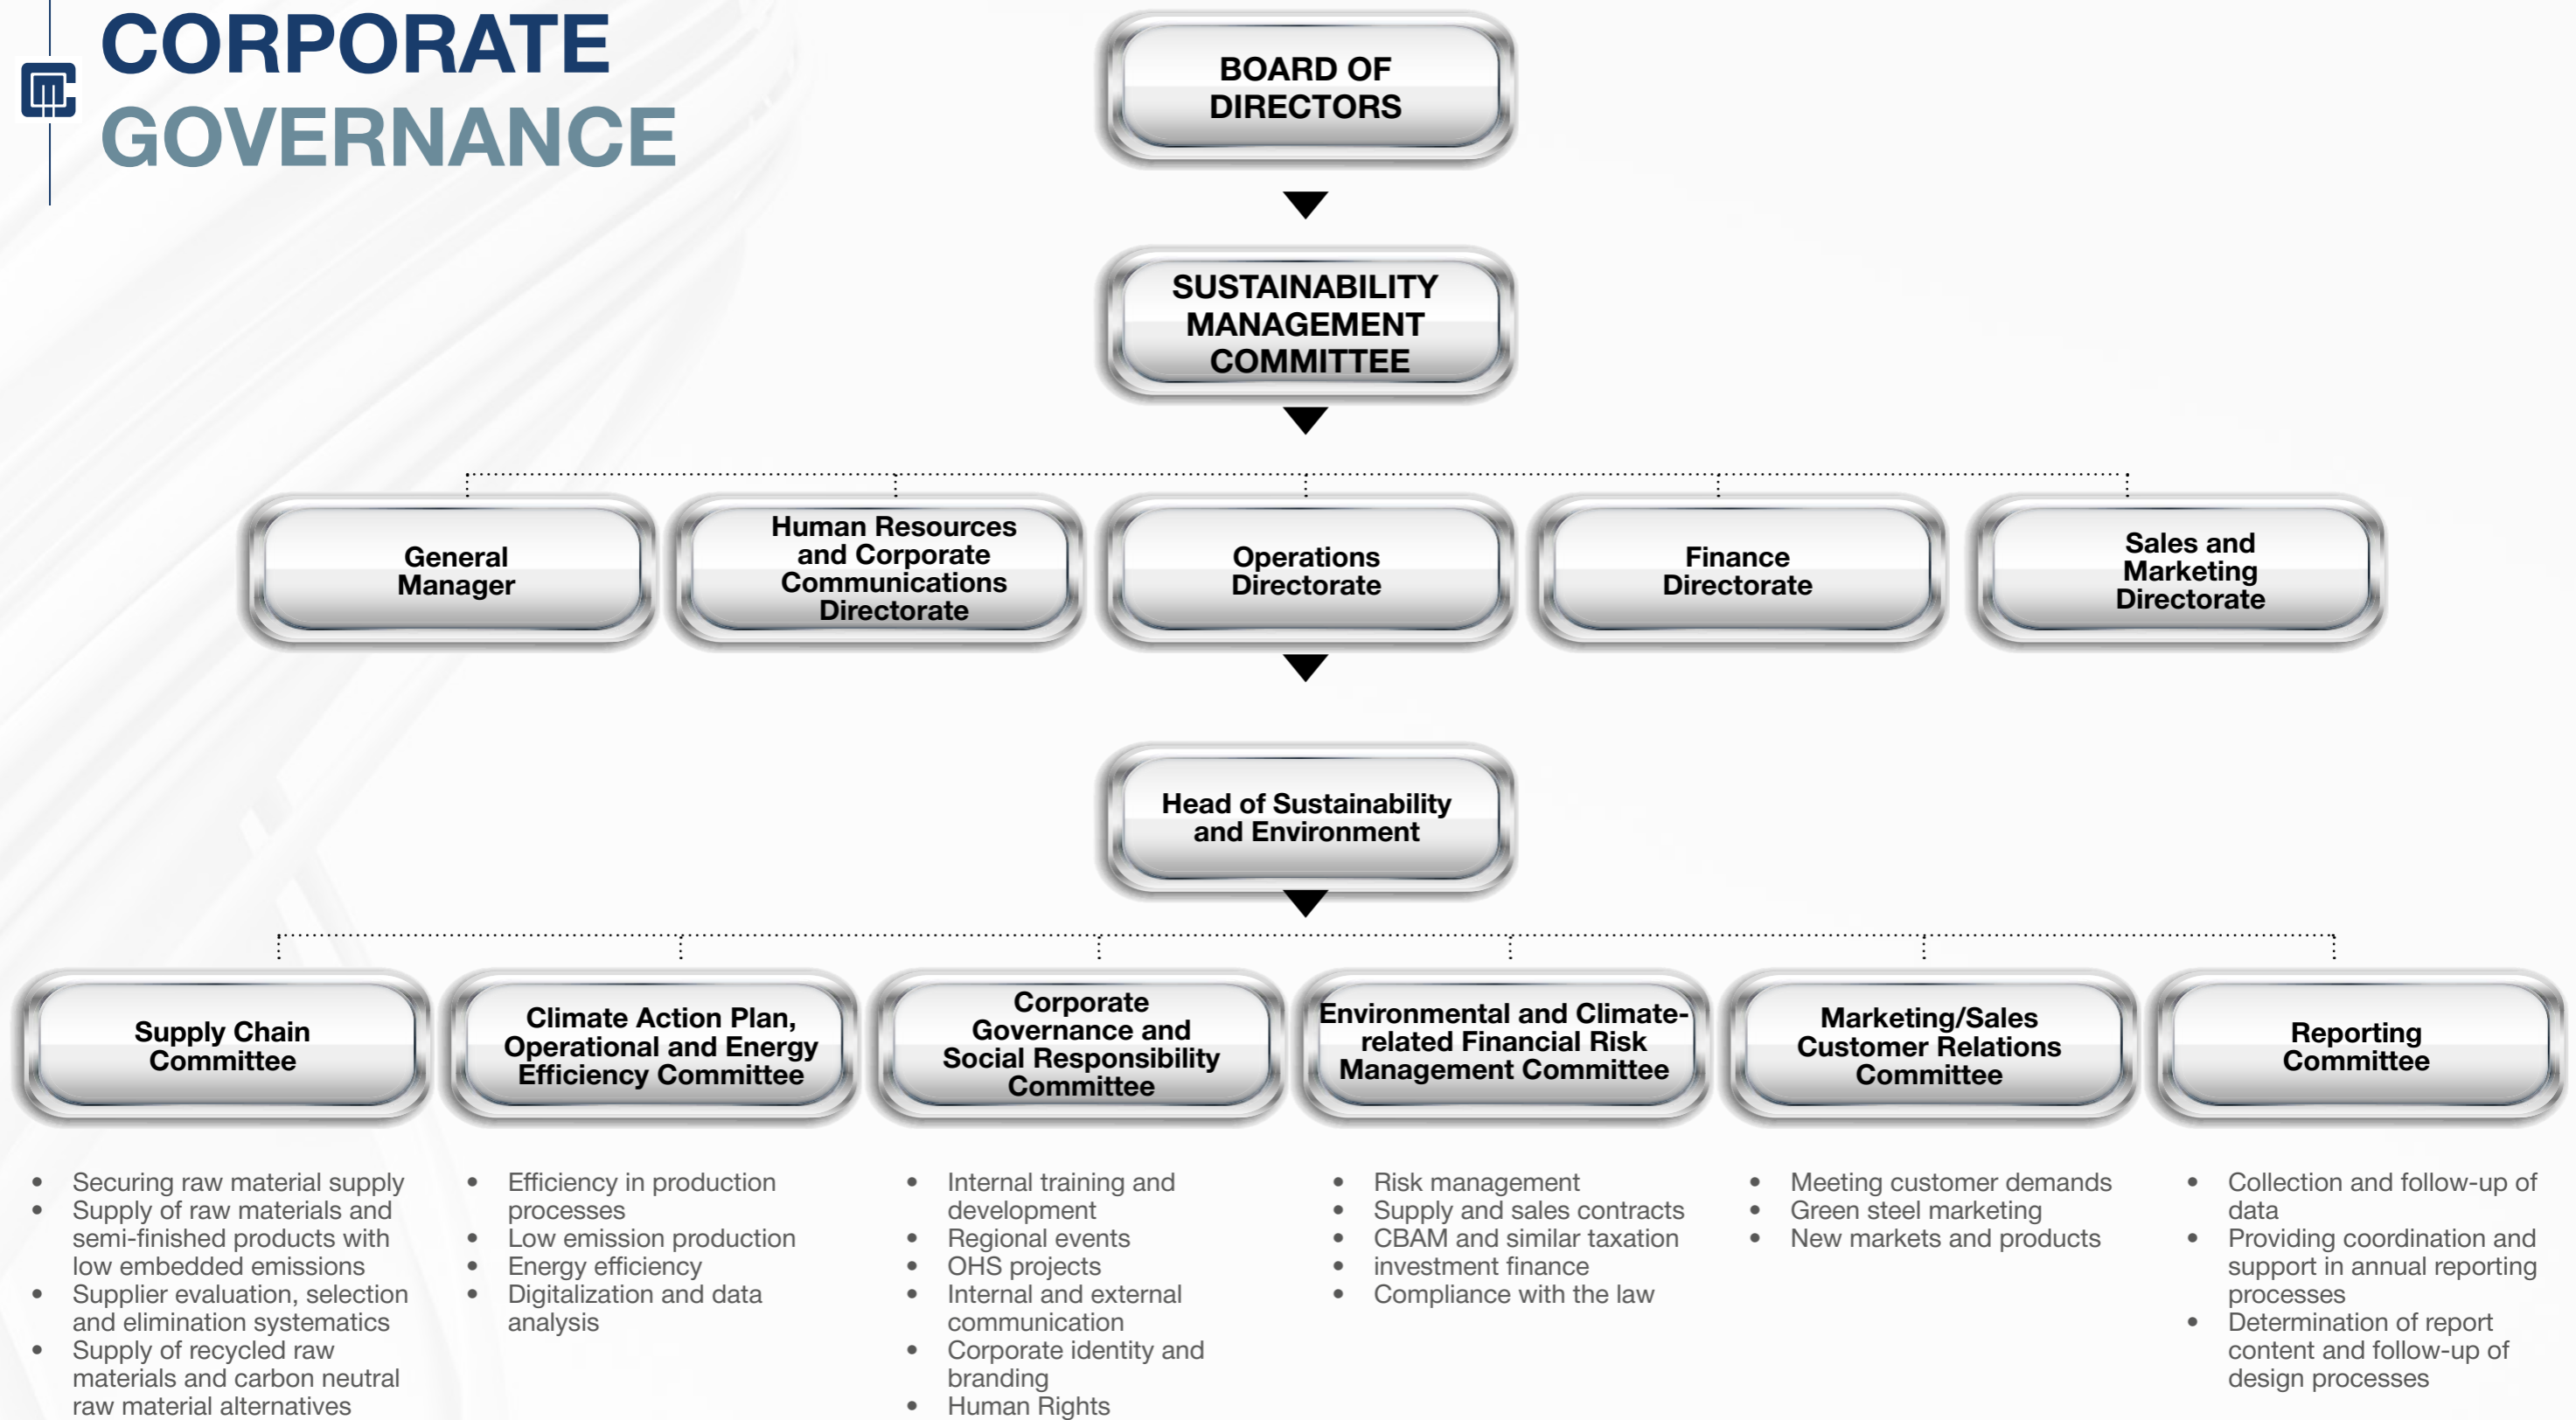 CORPORATE
GOVERNANCE
BOARD OF
DIRECTORS
SUSTAINABILITY
MANAGEMENT
COMMITTEE
General
Manager
Human Resources
and Corporate
Communications
Directorate
Operations
Directorate
Finance
Directorate
Sales and
Marketing
Directorate
Head of Sustainability
and Environment
Supply Chain
Committee
Climate Action Plan,
Operational and Energy
Efficiency Committee
Corporate
Governance and
Social Responsibility
Committee
Environmental and Climate-
related Financial Risk
Management Committee
Marketing/Sales
Customer Relations
Committee
Reporting
Committee
• Securing raw material supply
• Supply of raw materials and
semi-finished products with
low embedded emissions
• Supplier evaluation, selection
and elimination systematics
• Supply of recycled raw
materials and carbon neutral
raw material alternatives
• Efficiency in production
processes
• Low emission production
• Energy efficiency
• Digitalization and data
analysis
• Internal training and
development
• Regional events
• OHS projects
• Internal and external
communication
• Corporate identity and
branding
• Human Rights
• Risk management
• Supply and sales contracts
• CBAM and similar taxation
• investment finance
• Compliance with the law
• Meeting customer demands
• Green steel marketing
• New markets and products
• Collection and follow-up of
data
• Providing coordination and
support in annual reporting
processes
• Determination of report
content and follow-up of
design processes